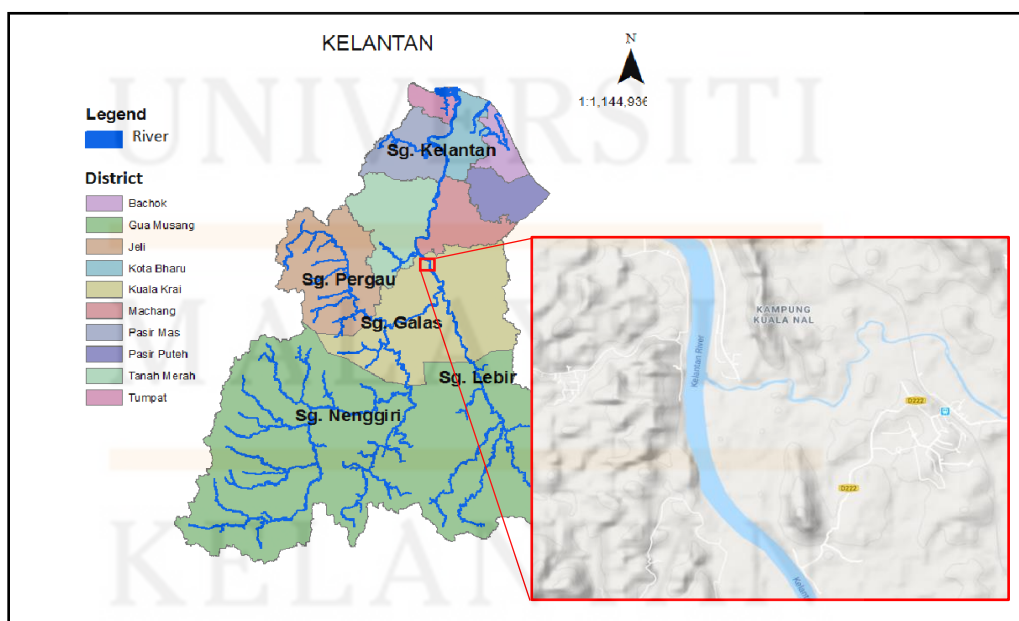 KELANTAN
N
1:1,144,936
Legend
River
District
Bachok
Gua Musang
Jeli
Kota Bharu
Kuala Krai
Machang
Pasir Mas
Pasir Puteh
Tanah Merah
Tumpat
Sg. Kelantan
Sg. Pergau
Sg. Galas
Sg. Lebir
Sg. Nenggiri
KAMPUNG
KUALA NAL
Kelantan River
D222
D222
UNIVERSITI
MALAYSIA
KELANTAN